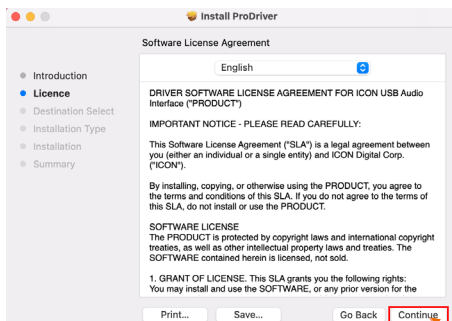 Install ProDriver
Software License Agreement
English
Introduction
Licence
Destination Select
Installation Type
Installation
Summary
DRIVER SOFTWARE LICENSE AGREEMENT FOR ICON USB Audio
Interface ("PRODUCT")
IMPORTANT NOTICE - PLEASE READ CAREFULLY:
This Software License Agreement ("SLA") is a legal agreement between
you (either an individual or a single entity) and ICON Digital Corp.
("ICON").
By installing, copying, or otherwise using the PRODUCT, you agree to
the terms and conditions of this SLA. If you do not agree to the terms of
this SLA, do not install or use the PRODUCT.
SOFTWARE LICENSE
The PRODUCT is protected by copyright laws and international copyright
treaties, as well as other intellectual property laws and treaties. The
SOFTWARE contained herein is licensed, not sold.
1. GRANT OF LICENSE. This SLA grants you the following rights:
You may install and use the SOFTWARE, or any prior version for the
Print... Save... Go Back Continue